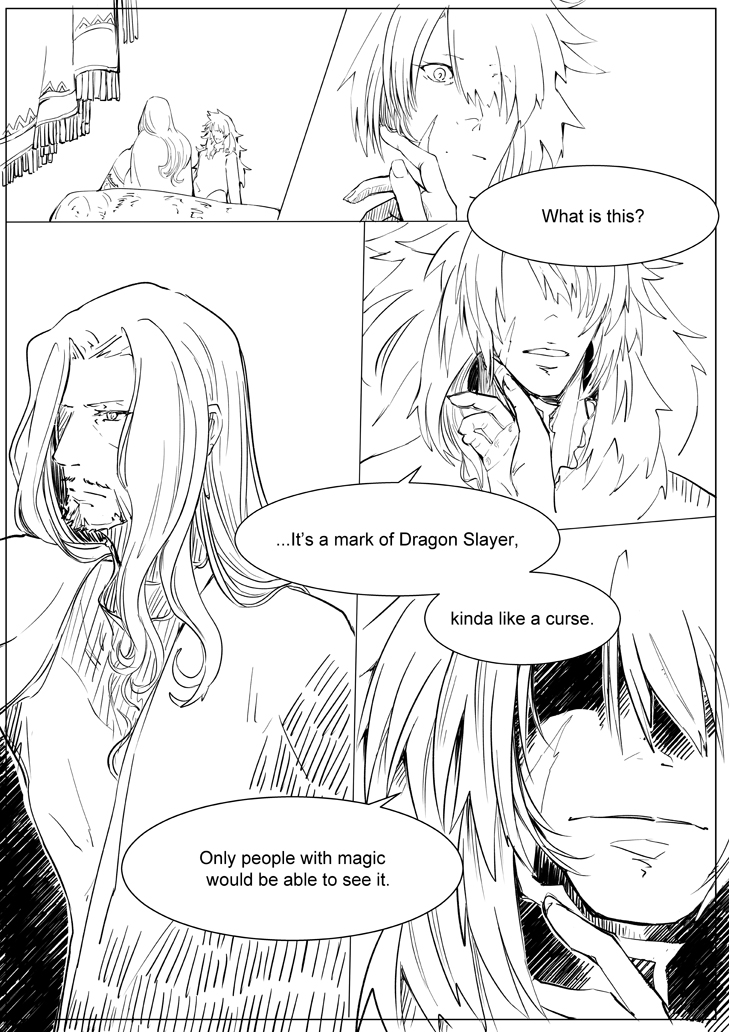 What is this?
...It's a mark of Dragon Slayer,
kinda like a curse.
Only people with magic
would be able to see it.